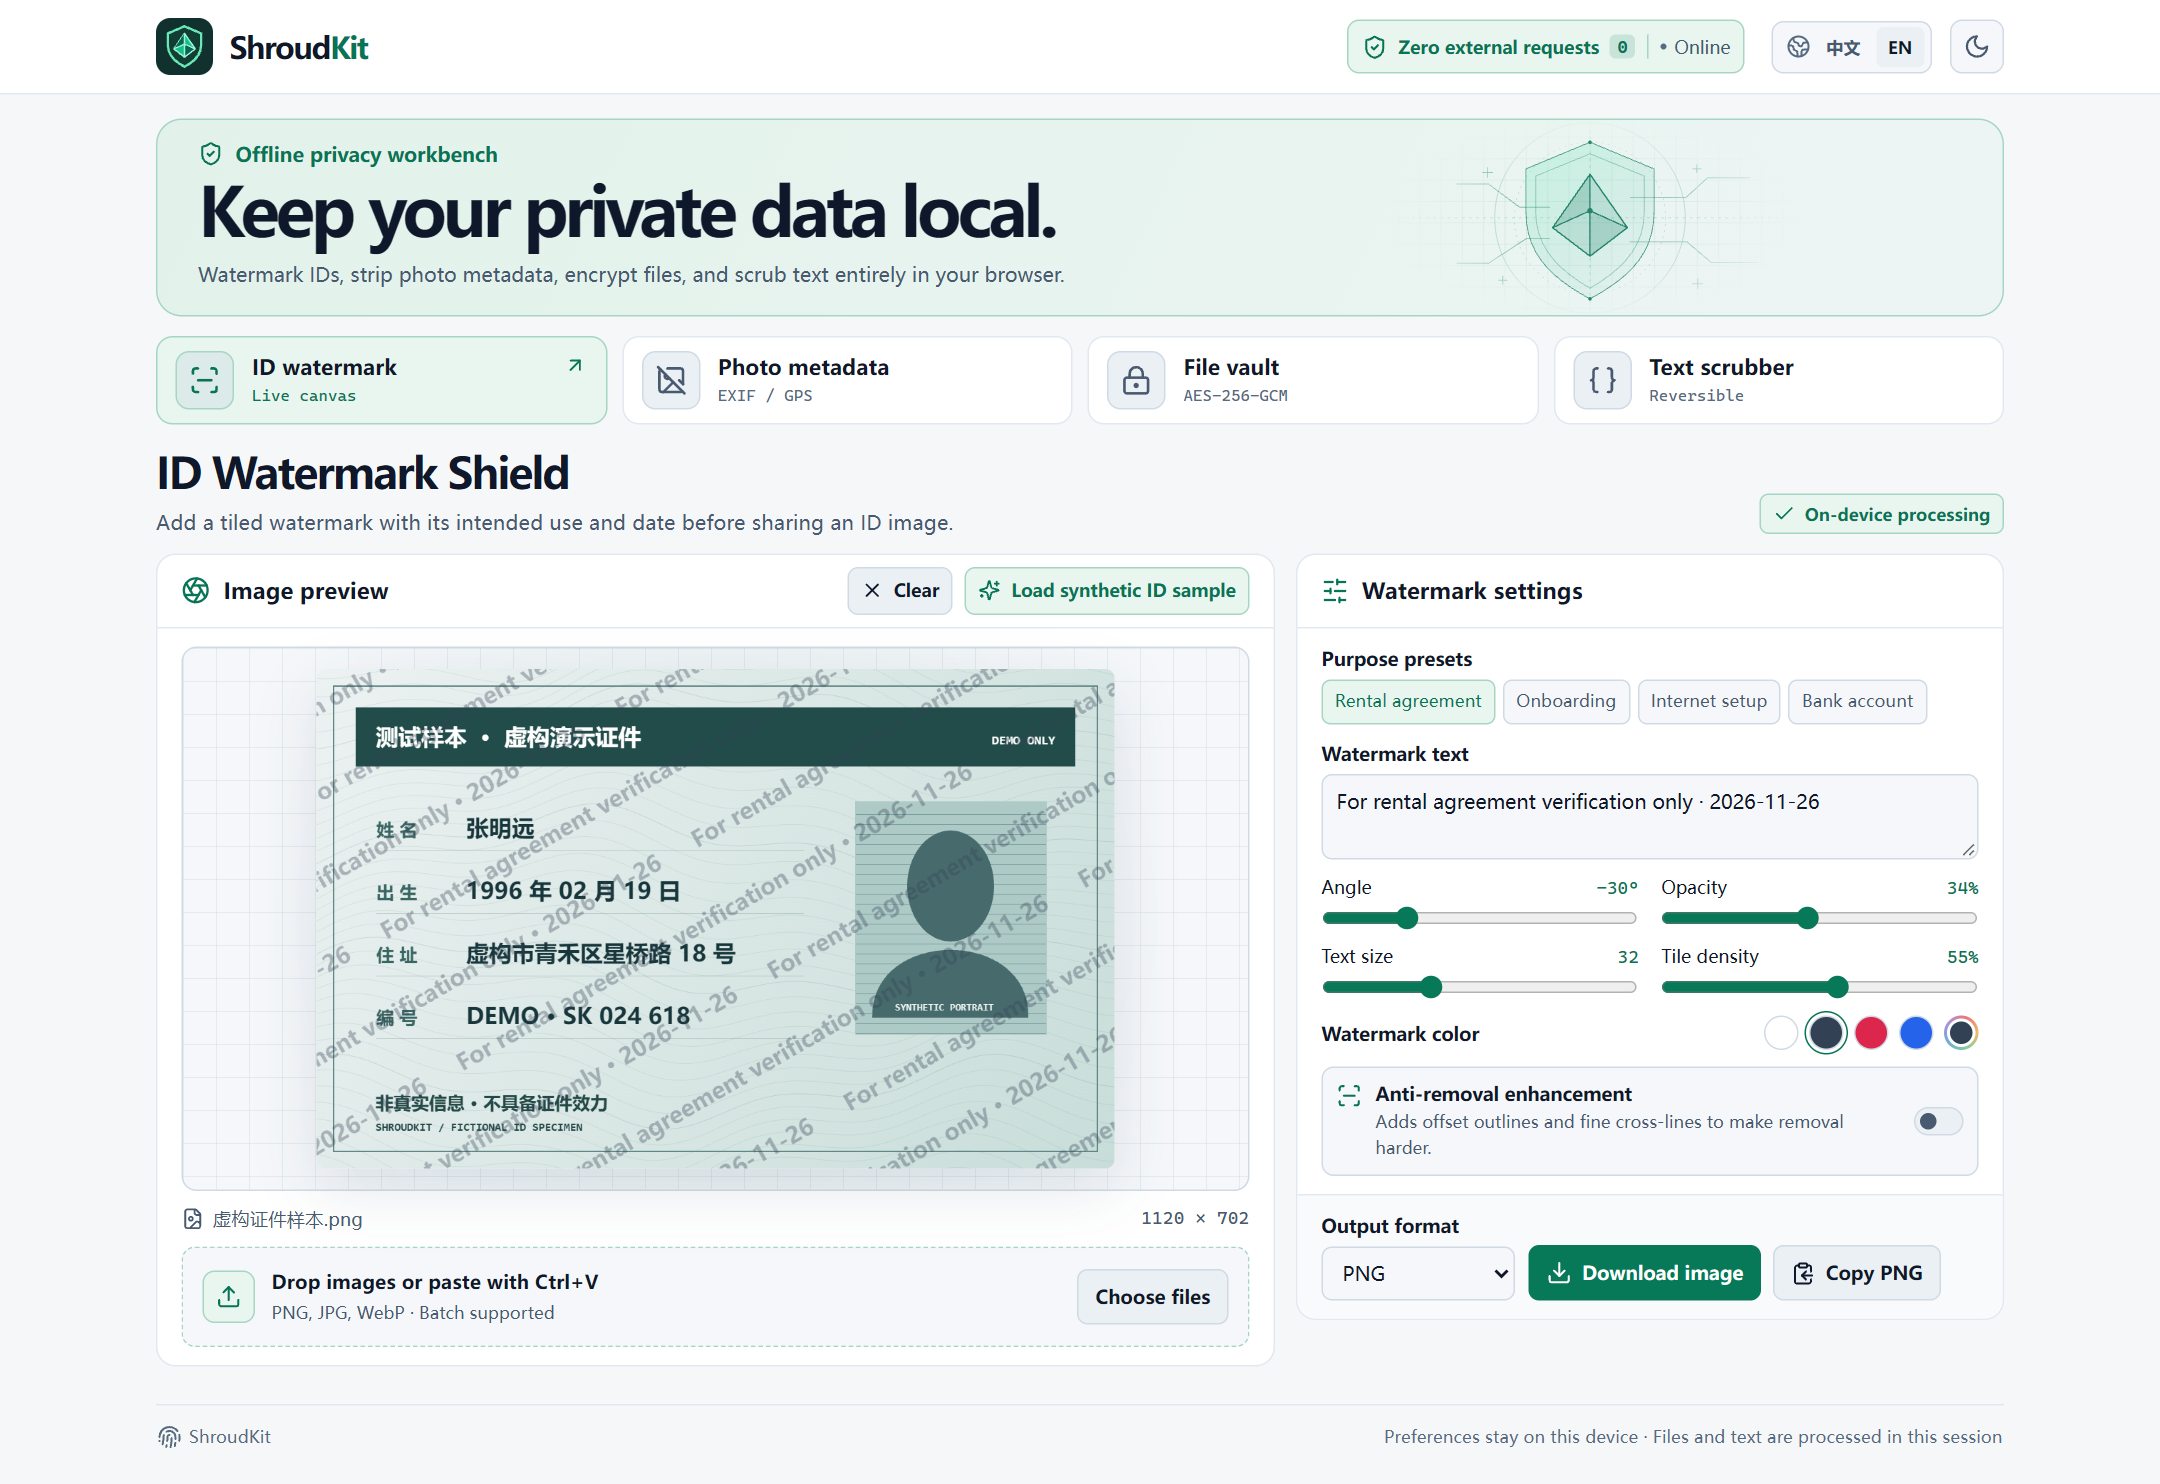 ShroudKit
Zero external requests 0 • Online
中文 EN
Offline privacy workbench
Keep your private data local.
Watermark IDs, strip photo metadata, encrypt files, and scrub text entirely in your browser.
ID watermark
Live canvas
Photo metadata
EXIF / GPS
File vault
AES-256-GCM
Text scrubber
Reversible
ID Watermark Shield
Add a tiled watermark with its intended use and date before sharing an ID image.
On-device processing
Image preview
Clear
Load synthetic ID sample
测试样本 • 虚构演示证件
DEMO ONLY
姓 名 张明远
出 生 1996 年 02 月 19 日
住 址 虚构市青禾区星桥路 18 号
编 号 DEMO • SK 024 618
SYNTHETIC PORTRAIT
非真实信息 • 不具备证件效力
SHROUDKIT / FICTIONAL ID SPECIMEN
For rental agreement verification only • 2026-11-26
虚构证件样本.png
1120 × 702
Drop images or paste with Ctrl+V
PNG, JPG, WebP · Batch supported
Choose files
Watermark settings
Purpose presets
Rental agreement
Onboarding
Internet setup
Bank account
Watermark text
For rental agreement verification only · 2026-11-26
Angle -30°
Opacity 34%
Text size 32
Tile density 55%
Watermark color
Anti-removal enhancement
Adds offset outlines and fine cross-lines to make removal
harder.
Output format
PNG
Download image
Copy PNG
ShroudKit
Preferences stay on this device · Files and text are processed in this session